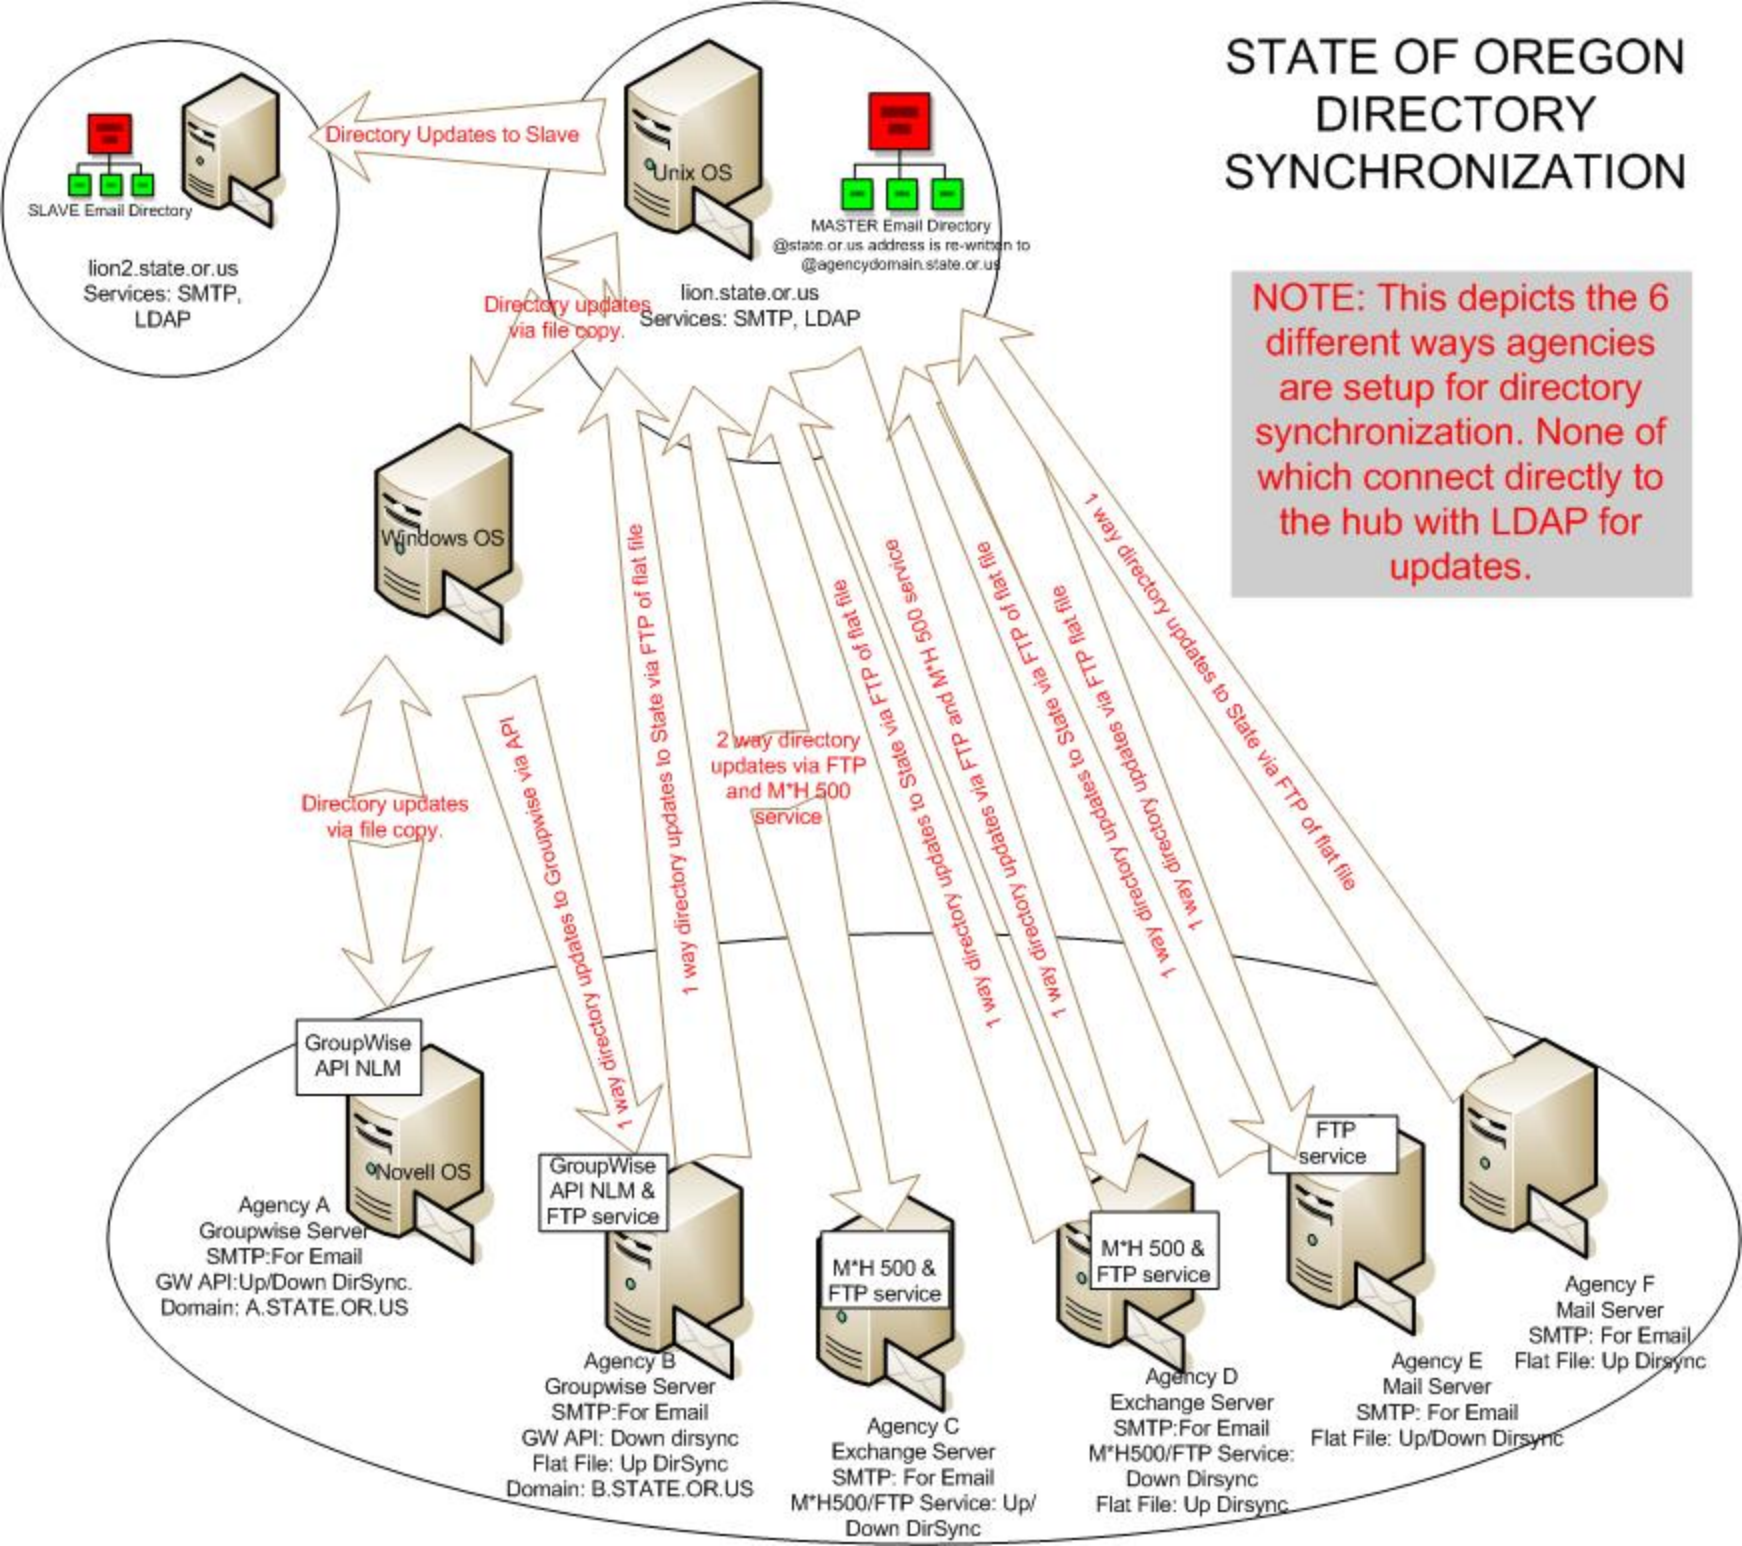 STATE OF OREGON
DIRECTORY
SYNCHRONIZATION
NOTE: This depicts the 6
different ways agencies
are setup for directory
synchronization. None of
which connect directly to
the hub with LDAP for
updates.
SLAVE Email Directory
lion2.state.or.us
Services: SMTP,
LDAP
Directory Updates to Slave
Unix OS
MASTER Email Directory
@state.or.us address is re-written to
@agencydomain.state.or.us
lion.state.or.us
Services: SMTP, LDAP
Directory updates
via file copy.
Windows OS
Directory updates
via file copy.
1 way directory updates to Groupwise via API
1 way directory updates to State via FTP of flat file
2 way directory
updates via FTP
and M*H 500
service
1 way directory updates to State via FTP of flat file
1 way directory updates via FTP and M*H 500 service
1 way directory updates to State via FTP of flat file
1 way directory updates via FTP flat file
1 way directory updates to State via FTP of flat file
GroupWise
API NLM
Novell OS
Agency A
Groupwise Server
SMTP:For Email
GW API:Up/Down DirSync.
Domain: A.STATE.OR.US
GroupWise
API NLM &
FTP service
Agency B
Groupwise Server
SMTP:For Email
GW API: Down dirsync
Flat File: Up DirSync
Domain: B.STATE.OR.US
M*H 500 &
FTP service
Agency C
Exchange Server
SMTP: For Email
M*H500/FTP Service: Up/
Down DirSync
M*H 500 &
FTP service
Agency D
Exchange Server
SMTP:For Email
M*H500/FTP Service:
Down Dirsync
Flat File: Up Dirsync
FTP
service
Agency E
Mail Server
SMTP: For Email
Flat File: Up/Down Dirsync
Agency F
Mail Server
SMTP: For Email
Flat File: Up Dirsync